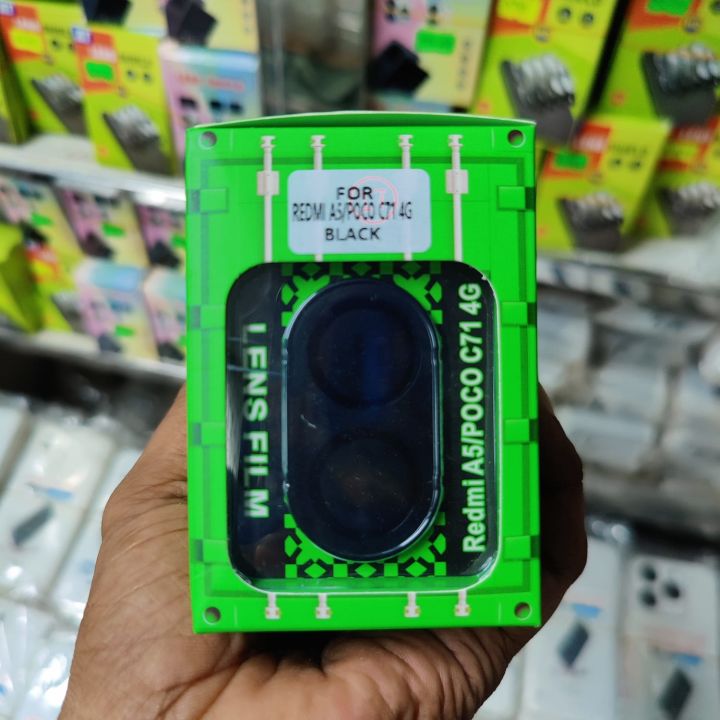 FOR
REDMI A5/POCO C71 4G
BLACK
LENS FILM
Redmi A5/POCO C71 4G